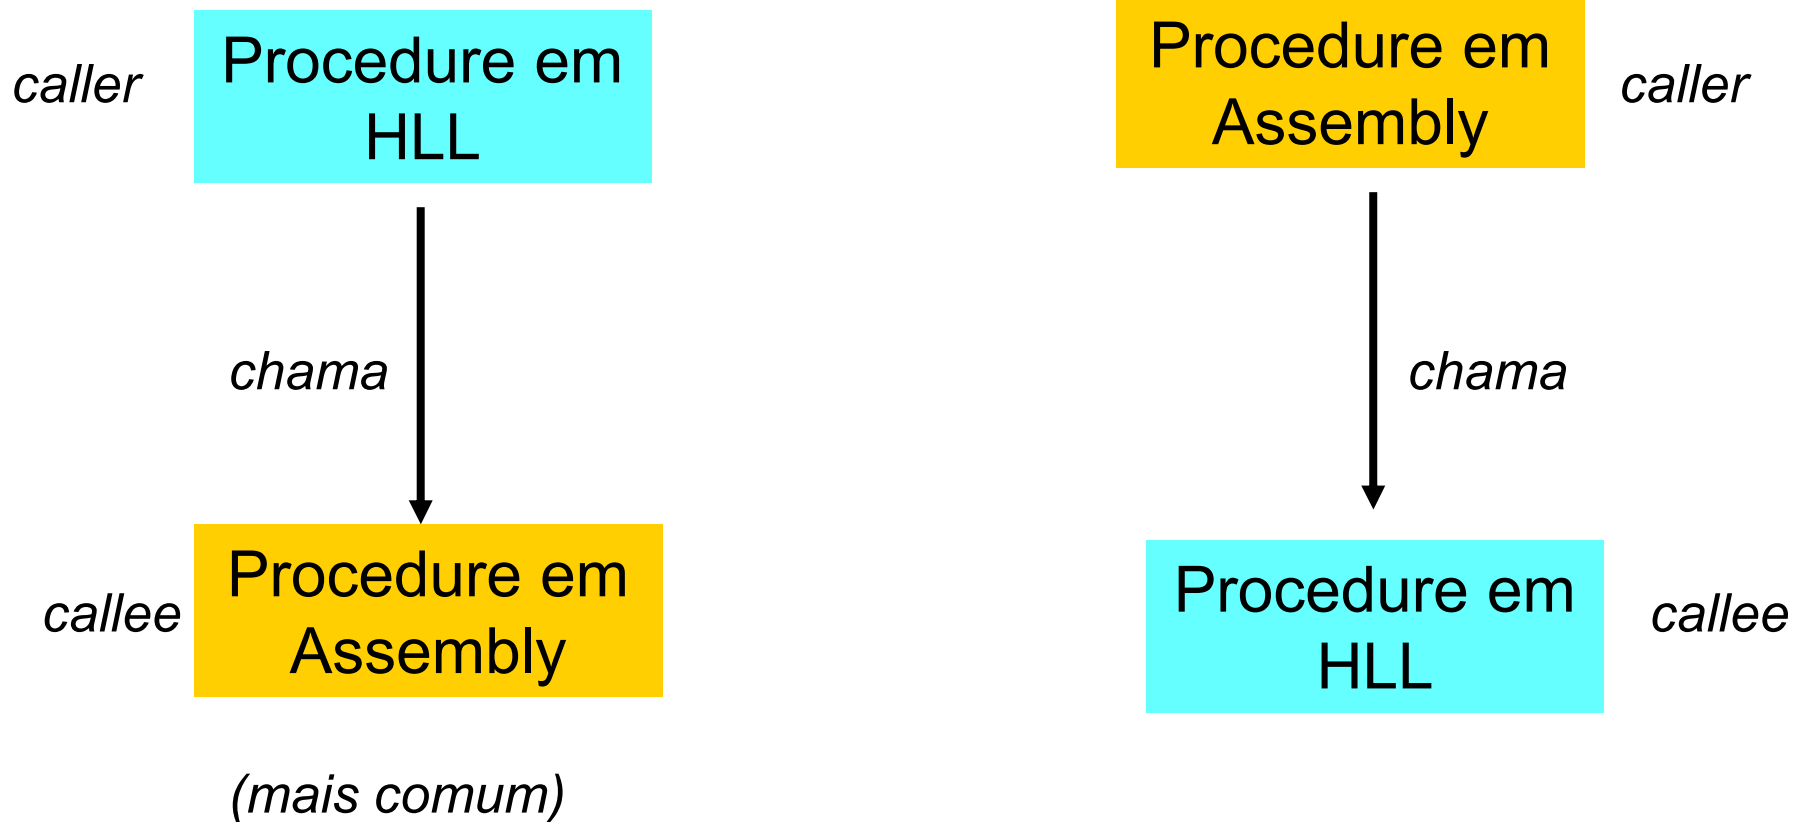 caller
Procedure em
HLL
chama
callee
Procedure em
Assembly
(mais comum)
Procedure em
Assembly
caller
chama
Procedure em
HLL
callee